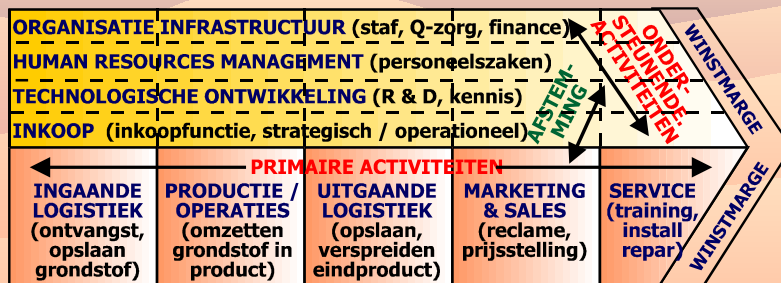 ORGANISATIE INFRASTRUCTUUR (staf, Q-zorg, finance)
HUMAN RESOURCES MANAGEMENT (personeelszaken)
TECHNOLOGISCHE ONTWIKKELING (R & D, kennis)
INKOOP (inkoopfunctie, strategisch / operationeel)
AFSTEM-
MING
ONDER-
STEUNENDE-
ACTIVITEITEN
WINSTMARGE
PRIMAIRE ACTIVITEITEN
INGAANDE
LOGISTIEK
(ontvangst,
opslaan
grondstof)
PRODUCTIE /
OPERATIES
(omzetten
grondstof in
product)
UITGAANDE
LOGISTIEK
(opslaan,
verspreiden
eindproduct)
MARKETING
& SALES
(reclame,
prijsstelling)
SERVICE
(training,
install
repar)
WINSTMARGE